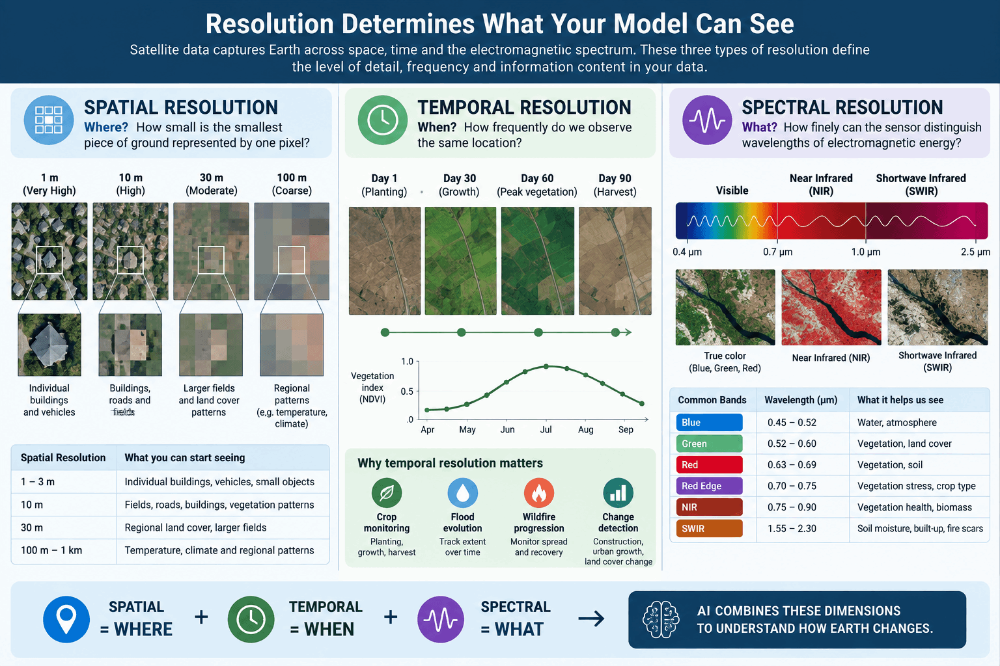 Resolution Determines What Your Model Can See
Satellite data captures Earth across space, time and the electromagnetic spectrum. These three types of resolution define
the level of detail, frequency and information content in your data.
SPATIAL RESOLUTION
Where? How small is the smallest
piece of ground represented by one pixel?
1 m
(Very High)
10 m
(High)
30 m
(Moderate)
100 m
(Coarse)
Individual
buildings
and vehicles
Buildings,
roads and
Larger fields
and land cover
patterns
Regional
patterns
(e.g. temperature,
climate)
Spatial Resolution What you can start seeing
1 – 3 m Individual buildings, vehicles, small objects
10 m Fields, roads, buildings, vegetation patterns
30 m Regional land cover, larger fields
100 m – 1 km Temperature, climate and regional patterns
TEMPORAL RESOLUTION
When? How frequently do we observe
the same location?
Day 1
(Planting)
Day 30
(Growth)
Day 60
(Peak vegetation)
Day 90
(Harvest)
Vegetation
index
(NDVI)
1.0
0.5
.0
Apr May Jun Jul Aug Sep
Why temporal resolution matters
Crop
monitoring
Planting,
growth, harvest
Flood
evolution
Track extent
over time
Wildfire
progression
Monitor spread
and recovery
Change
detection
Construction,
urban growth,
land cover change
SPECTRAL RESOLUTION
What? How finely can the sensor distinguish
wavelengths of electromagnetic energy?
Visible
Near Infrared
(NIR)
Shortwave Infrared
(SWIR)
0.4 μm 0.7 μm 1.0 μm 2.5 μm
True color
(Blue, Green, Red)
Near Infrared (NIR)
Shortwave Infrared
(SWIR)
Common Bands Wavelength (μm) What it helps us see
Blue 0.45 – 0.52 Water, atmosphere
Green 0.52 – 0.60 Vegetation, land cover
Red 0.63 – 0.69 Vegetation, soil
Red Edge 0.70 – 0.75 Vegetation stress, crop type
NIR 0.75 – 0.90 Vegetation health, biomass
SWIR 1.55 – 2.30 Soil moisture, built-up, fire scars
SPATIAL
= WHERE
+
TEMPORAL
= WHEN
+
SPECTRAL
= WHAT
→
AI COMBINES THESE DIMENSIONS
TO UNDERSTAND HOW EARTH CHANGES.